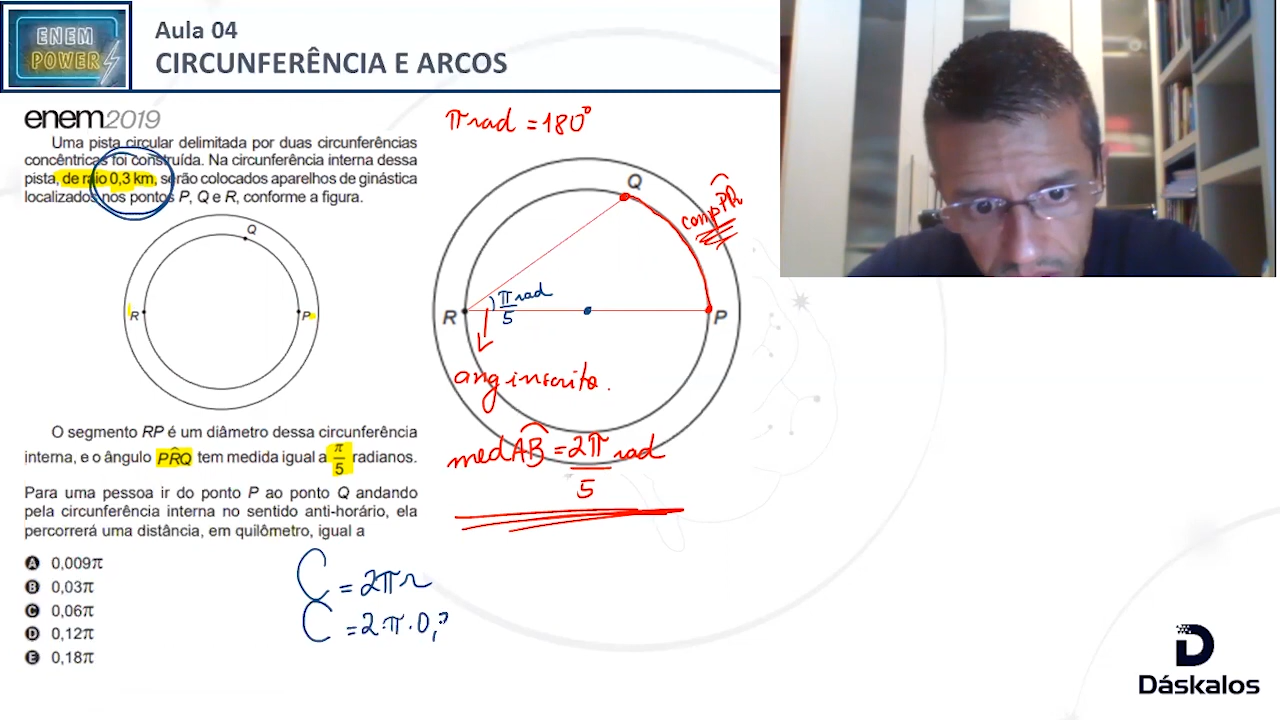 ENEM
POWER
Aula 04
CIRCUNFERÊNCIA E ARCOS
enem2019
Uma pista circular delimitada por duas circunferências
concêntricas foi construída. Na circunferência interna dessa
pista, de raio 0,3 km, serão colocados aparelhos de ginástica
localizados nos pontos P, Q e R, conforme a figura.
Q
R
P
O segmento RP é um diâmetro dessa circunferência
interna, e o ângulo PR̂Q tem medida igual a π/5 radianos.
Para uma pessoa ir do ponto P ao ponto Q andando
pela circunferência interna no sentido anti-horário, ela
percorrerá uma distância, em quilômetro, igual a
A 0,009π
B 0,03π
C 0,06π
D 0,12π
E 0,18π
C = 2πr
C = 2·π·0,3
πrad = 180°
Q
comp PR
π/5 rad
R
P
ang inscrito.
med AB = 2π/5 rad
Dáskalos